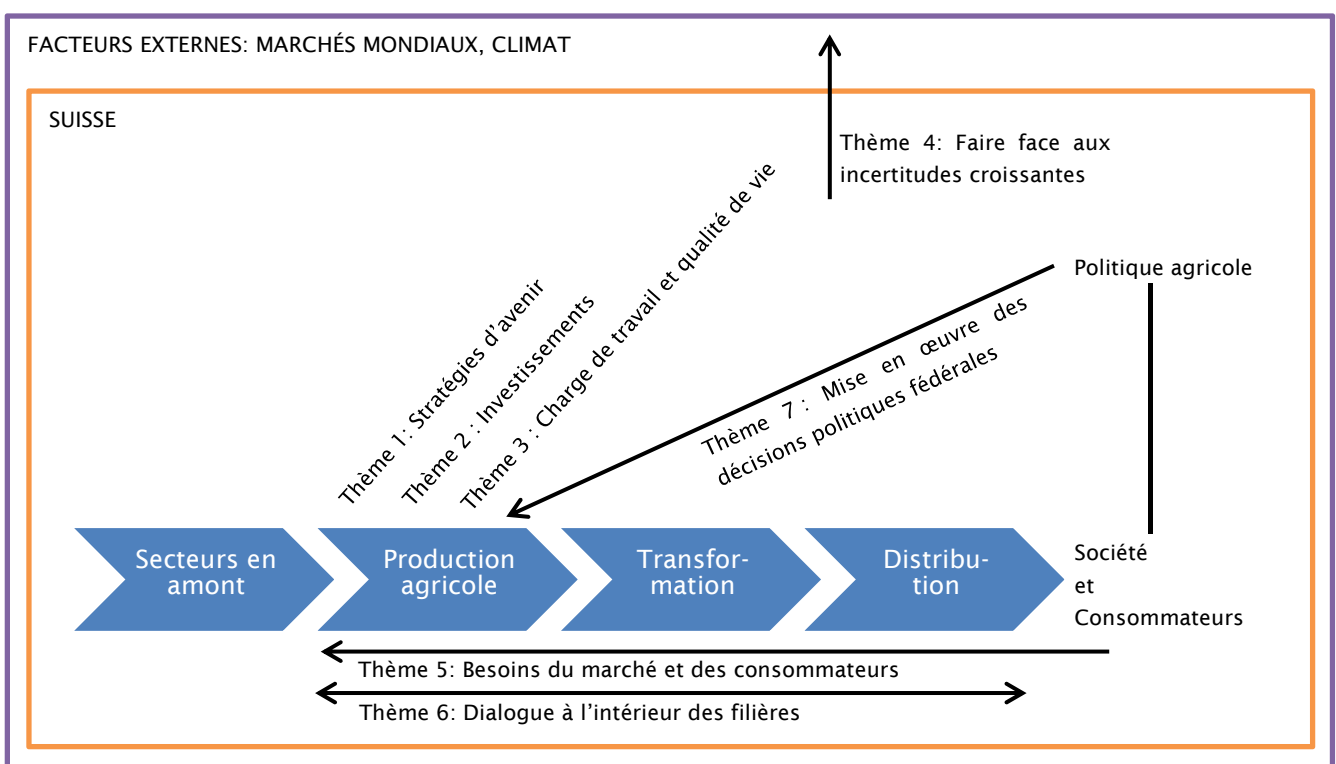 FACTEURS EXTERNES: MARCHÉS MONDIAUX, CLIMAT
SUISSE
Thème 4: Faire face aux
incertitudes croissantes
Politique agricole
Thème 1: Stratégies d'avenir
Thème 2 : Investissements
Thème 3 : Charge de travail et qualité de vie
Thème 7 : Mise en œuvre des
décisions politiques fédérales
Secteurs en
amont
Production
agricole
Transfor-
mation
Distribu-
tion
Société
et
Consommateurs
Thème 5: Besoins du marché et des consommateurs
Thème 6: Dialogue à l'intérieur des filières